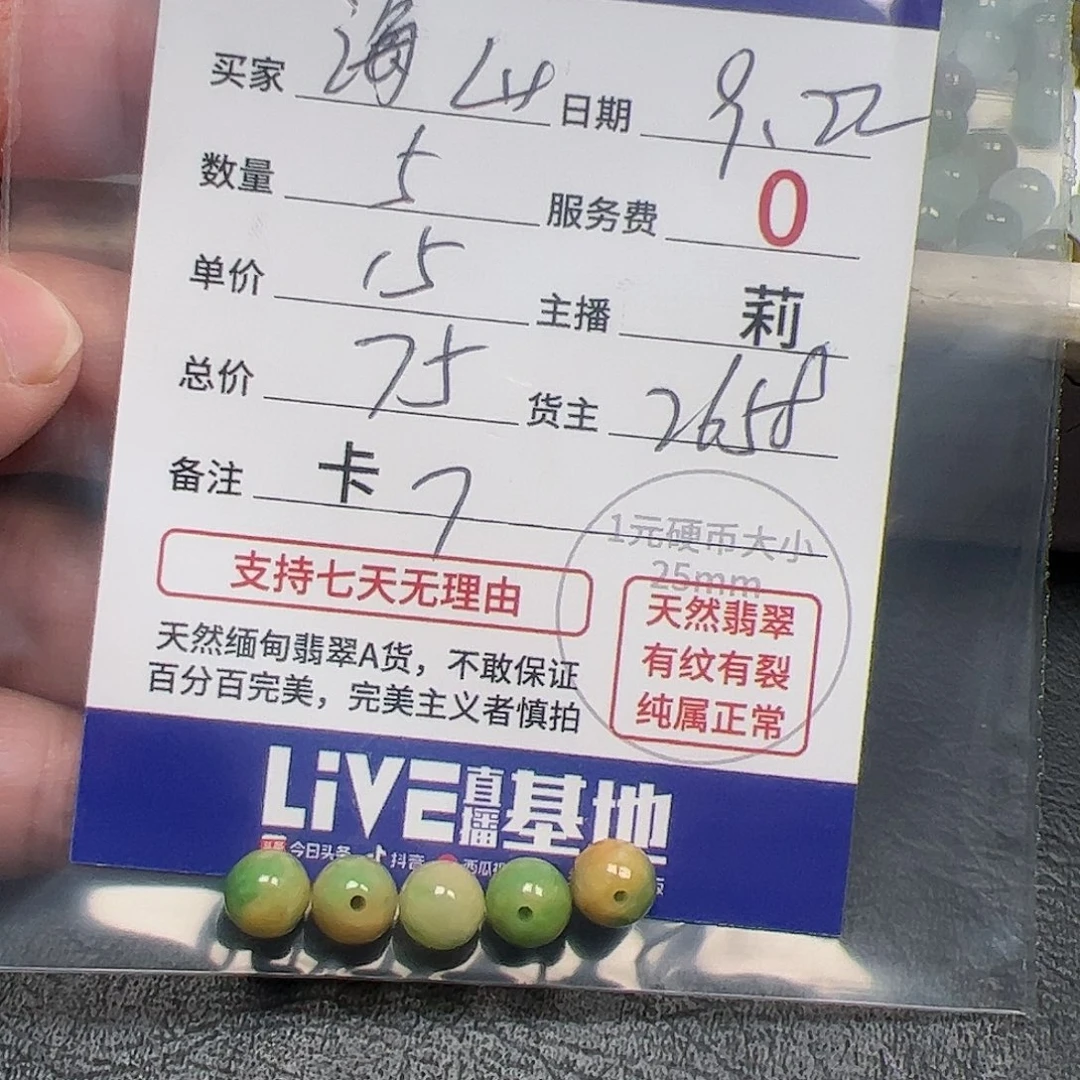 买家 海 山 日期 9.22
数量 5 服务费 0
单价 15 主播 莉
总价 75 货主 2658
备注 卡 7
1元硬币大小
25mm
支持七天无理由
天然翡翠
有纹有裂
纯属正常
天然缅甸翡翠A货，不敢保证
百分百完美，完美主义者慎拍
LiVE直播基地
今日头条 抖音 西瓜视